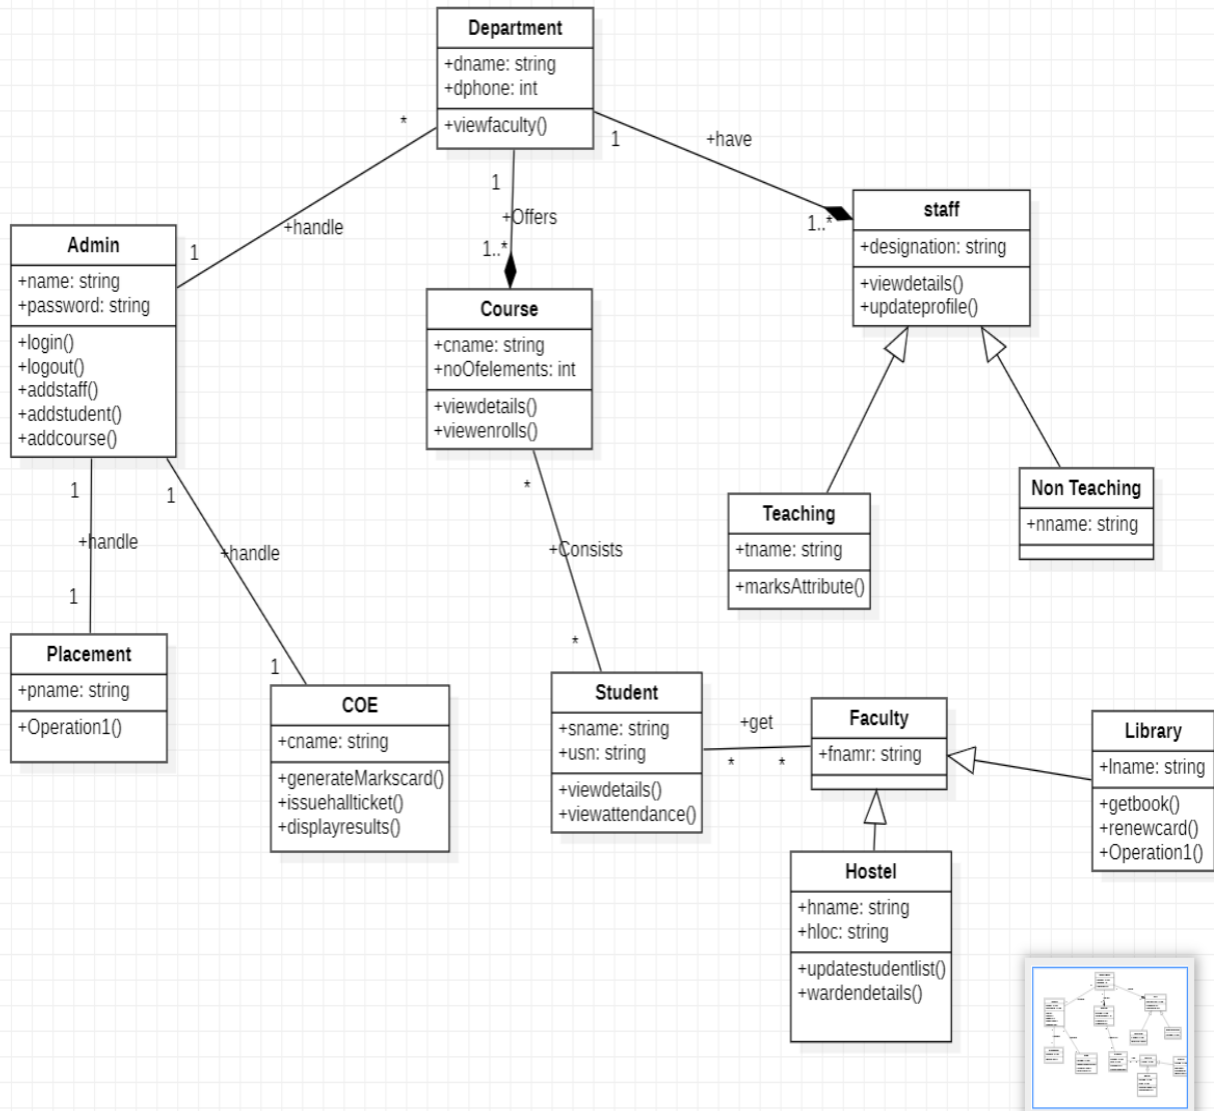 Department
+dname: string
+dphone: int
+viewfaculty()
*
1
+have
1..*
staff
+designation: string
+viewdetails()
+updateprofile()
1
+Offers
1..*
+handle
1
Admin
+name: string
+password: string
+login()
+logout()
+addstaff()
+addstudent()
+addcourse()
Course
+cname: string
+noOfelements: int
+viewdetails()
+viewenrolls()
1
+handle
1
1
+handle
1
*
+Consists
*
Teaching
+tname: string
+marksAttribute()
Non Teaching
+nname: string
Placement
+pname: string
+Operation1()
COE
+cname: string
+generateMarkscard()
+issuehallticket()
+displayresults()
Student
+sname: string
+usn: string
+viewdetails()
+viewattendance()
+get
*
*
Faculty
+fnamr: string
Library
+lname: string
+getbook()
+renewcard()
+Operation1()
Hostel
+hname: string
+hloc: string
+updatestudentlist()
+wardendetails()